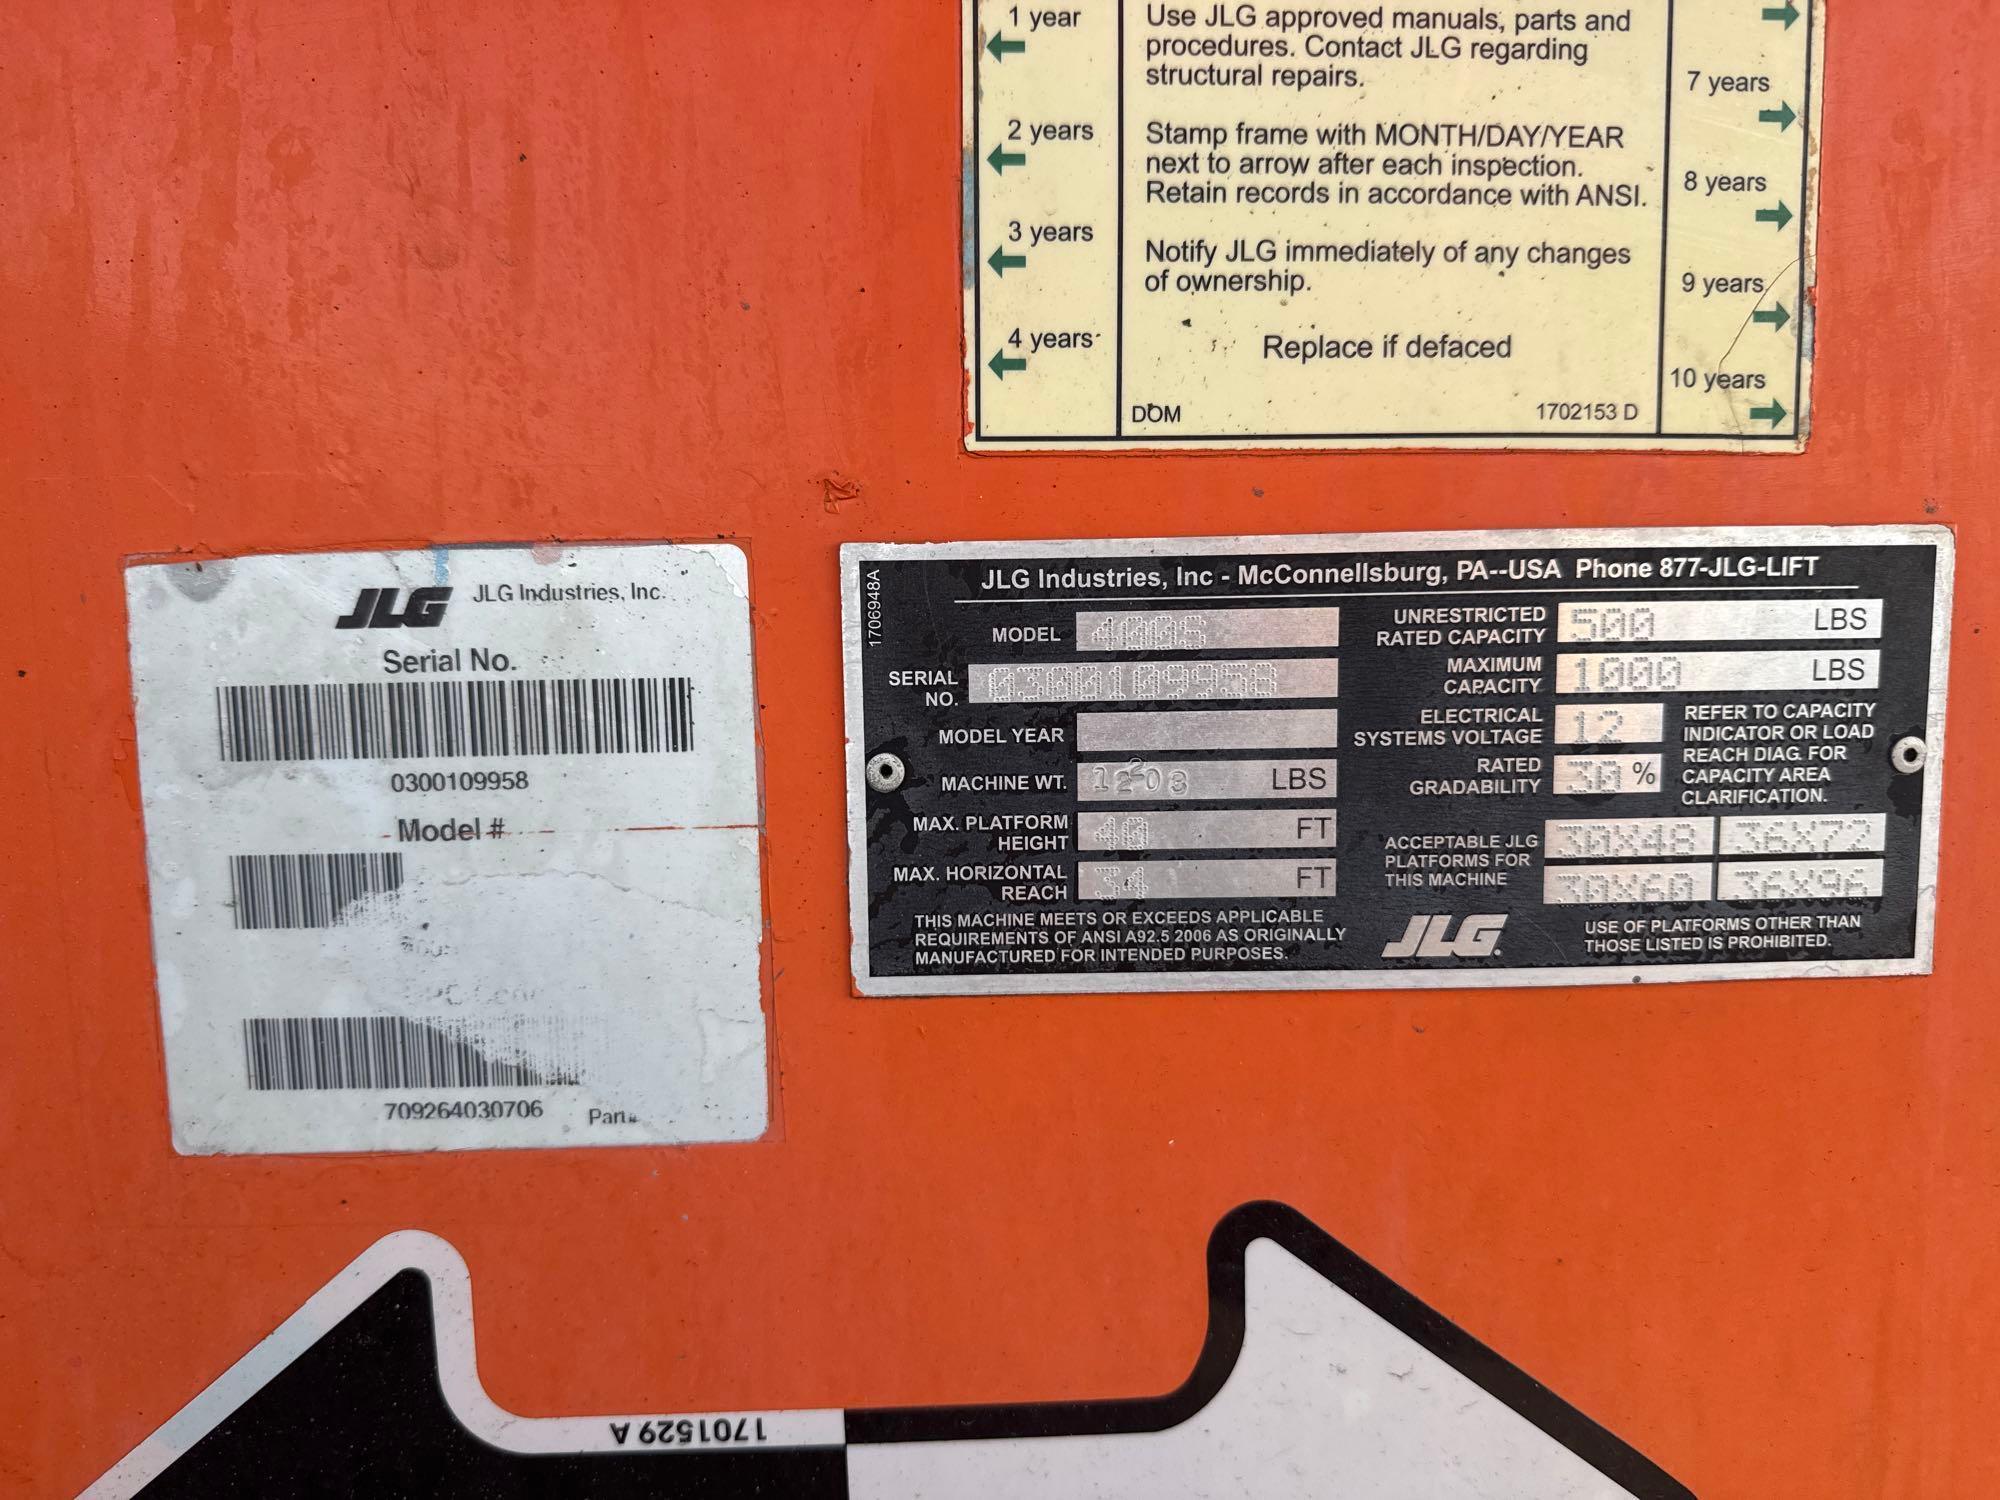 1 year
2 years
3 years
4 years
Use JLG approved manuals, parts and
procedures. Contact JLG regarding
structural repairs.
Stamp frame with MONTH/DAY/YEAR
next to arrow after each inspection.
Retain records in accordance with ANSI.
Notify JLG immediately of any changes
of ownership.
Replace if defaced
DOM
1702153 D
7 years
8 years
9 years
10 years
JLG JLG Industries, Inc.
Serial No.
0300109958
Model #
709264030706
Part#
1706948A
JLG Industries, Inc - McConnellsburg, PA--USA Phone 877-JLG-LIFT
MODEL 400S
SERIAL
NO. 0300109958
MODEL YEAR
MACHINE WT. LBS
MAX. PLATFORM
HEIGHT 40 FT
MAX. HORIZONTAL
REACH 34 FT
THIS MACHINE MEETS OR EXCEEDS APPLICABLE
REQUIREMENTS OF ANSI A92.5 2006 AS ORIGINALLY
MANUFACTURED FOR INTENDED PURPOSES.
UNRESTRICTED
RATED CAPACITY 500 LBS
MAXIMUM
CAPACITY 1000 LBS
ELECTRICAL
SYSTEMS VOLTAGE 12
RATED
GRADABILITY 30 %
REFER TO CAPACITY
INDICATOR OR LOAD
REACH DIAG. FOR
CAPACITY AREA
CLARIFICATION.
ACCEPTABLE JLG
PLATFORMS FOR
THIS MACHINE
30X48 36X72
30X60 36X96
JLG
USE OF PLATFORMS OTHER THAN
THOSE LISTED IS PROHIBITED.
1701529 A